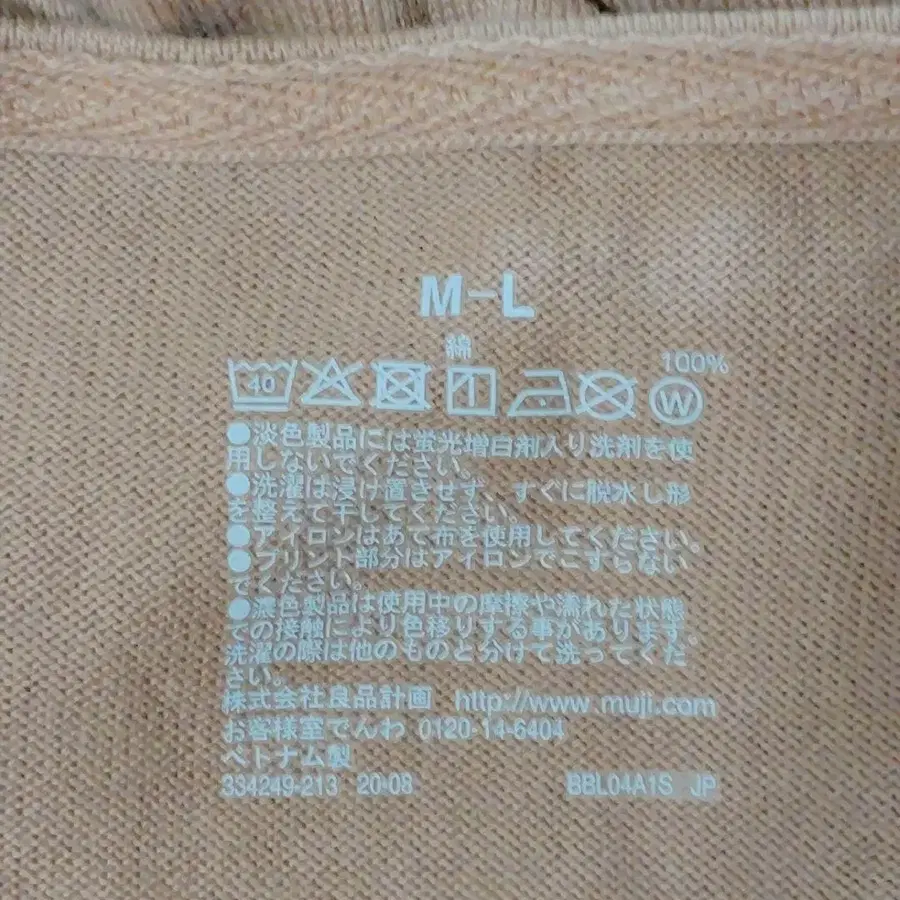 M-L
綿
100%
40
W
●淡色製品には蛍光増白剤入り洗剤を使
用しないでください。
●洗濯は浸け置きせず、すぐに脱水し形
を整えて干してください。
●アイロンはあて布を使用してください。
●プリント部分はアイロンでこすらない
でください。
●濃色製品は使用中の摩擦や濡れた状態
での接触により色移りする事があります。
洗濯の際は他のものと分けて洗ってくだ
さい。
株式会社良品計画 http://www.muji.com
お客様室でんわ 0120-14-6404
ベトナム製
334249-213 20-08 BBL04A1S JP